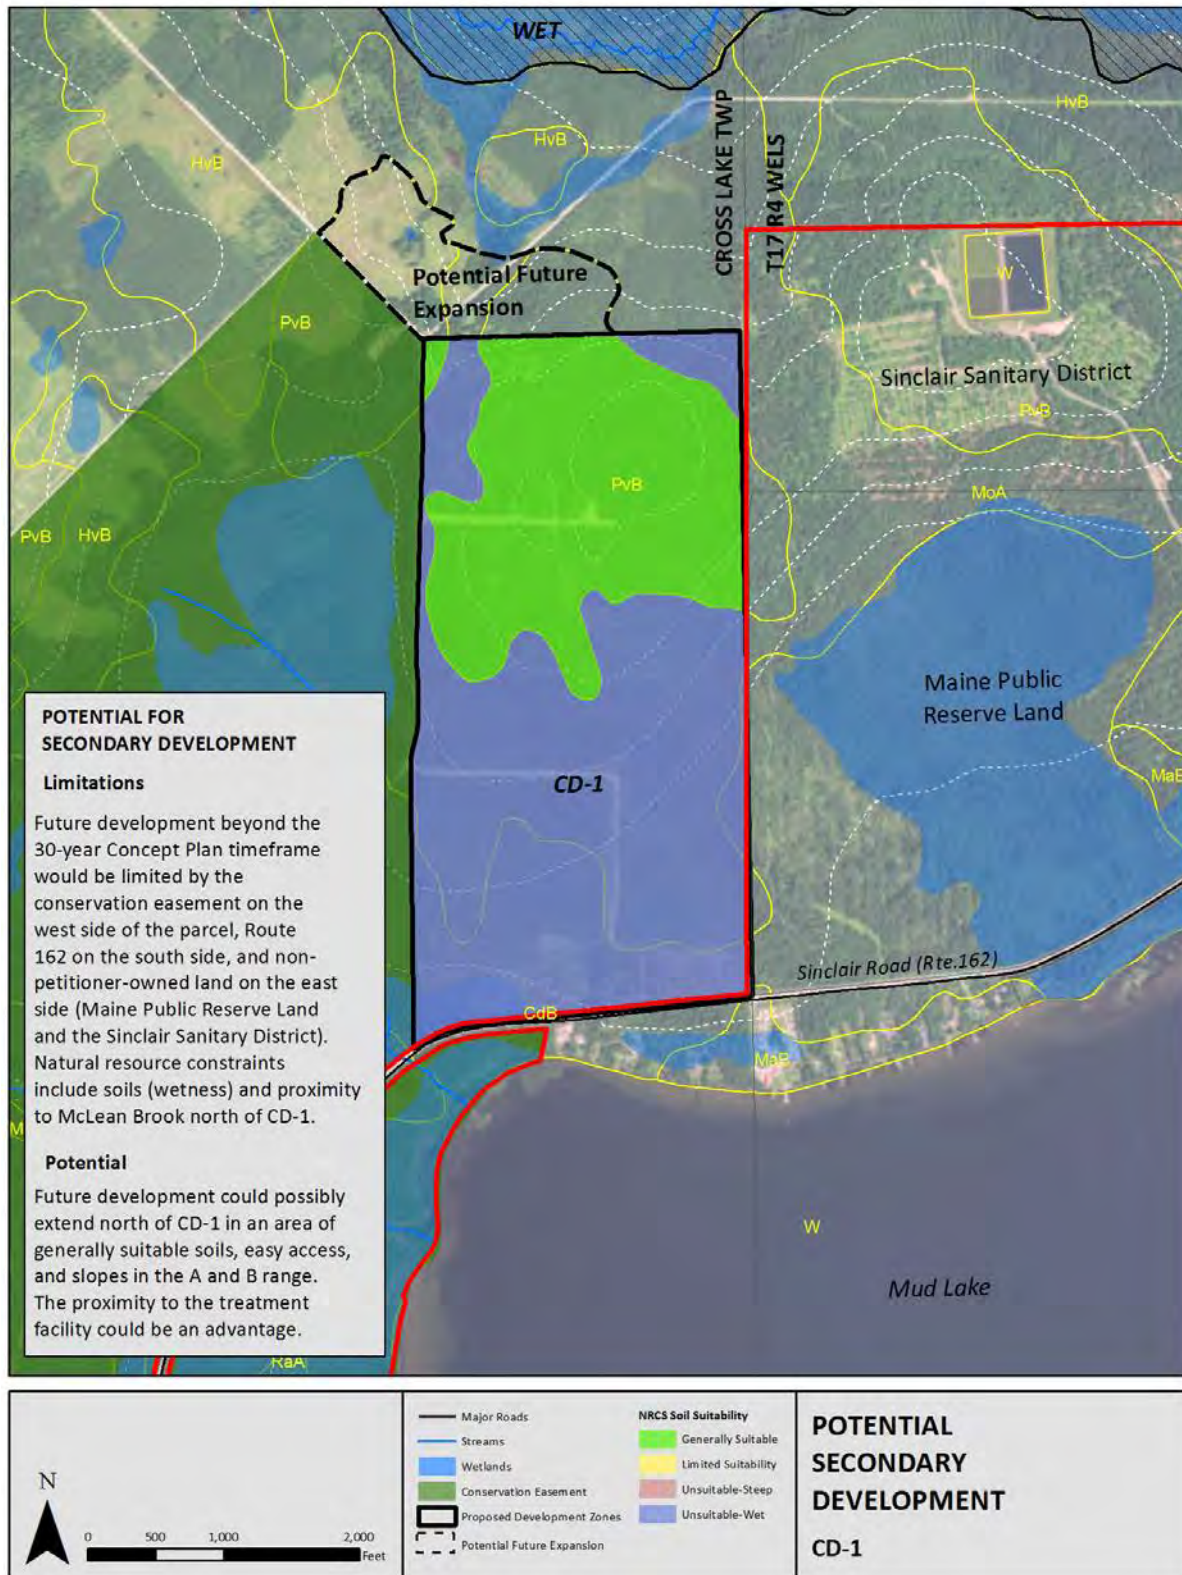 WET
HvB
HvB
HvB
CROSS LAKE TWP
T17 R4 WELS
W
Potential Future
Expansion
PvB
Sinclair Sanitary District
PvB
PvB
MoA
PvB
HvB
Maine Public
Reserve Land
MaB
CD-1
Sinclair Road (Rte.162)
CdB
MaB
W
Mud Lake
RaA
POTENTIAL FOR
SECONDARY DEVELOPMENT
Limitations
Future development beyond the
30-year Concept Plan timeframe
would be limited by the
conservation easement on the
west side of the parcel, Route
162 on the south side, and non-
petitioner-owned land on the east
side (Maine Public Reserve Land
and the Sinclair Sanitary District).
Natural resource constraints
include soils (wetness) and proximity
to McLean Brook north of CD-1.
Potential
Future development could possibly
extend north of CD-1 in an area of
generally suitable soils, easy access,
and slopes in the A and B range.
The proximity to the treatment
facility could be an advantage.
N
0 500 1,000 2,000
Feet
Major Roads
Streams
Wetlands
Conservation Easement
Proposed Development Zones
Potential Future Expansion
NRCS Soil Suitability
Generally Suitable
Limited Suitability
Unsuitable-Steep
Unsuitable-Wet
POTENTIAL
SECONDARY
DEVELOPMENT
CD-1